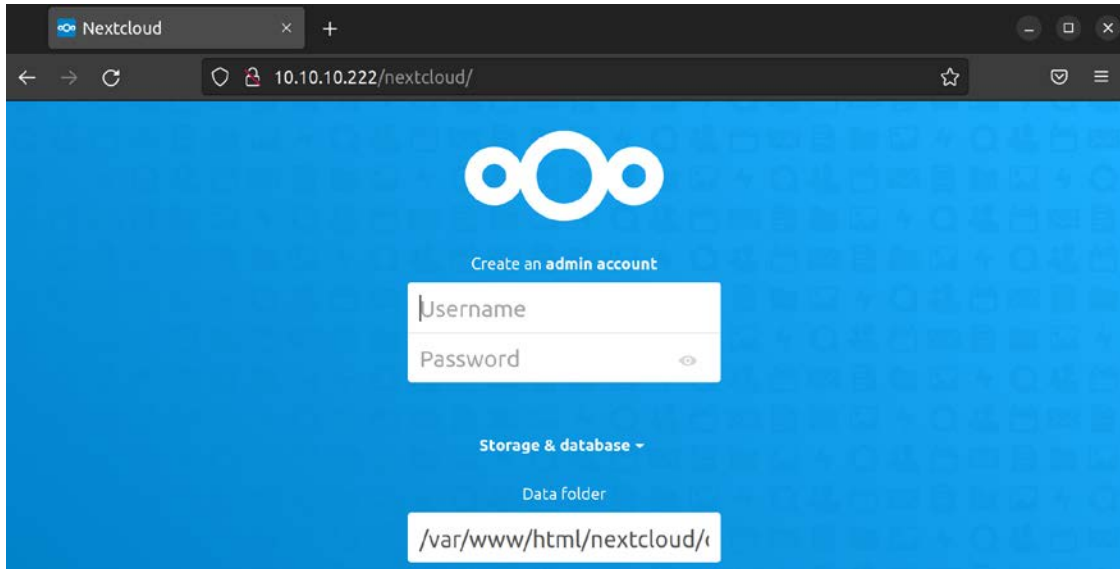 Nextcloud
10.10.10.222/nextcloud/
Create an admin account
Username
Password
Storage & database
Data folder
/var/www/html/nextcloud/